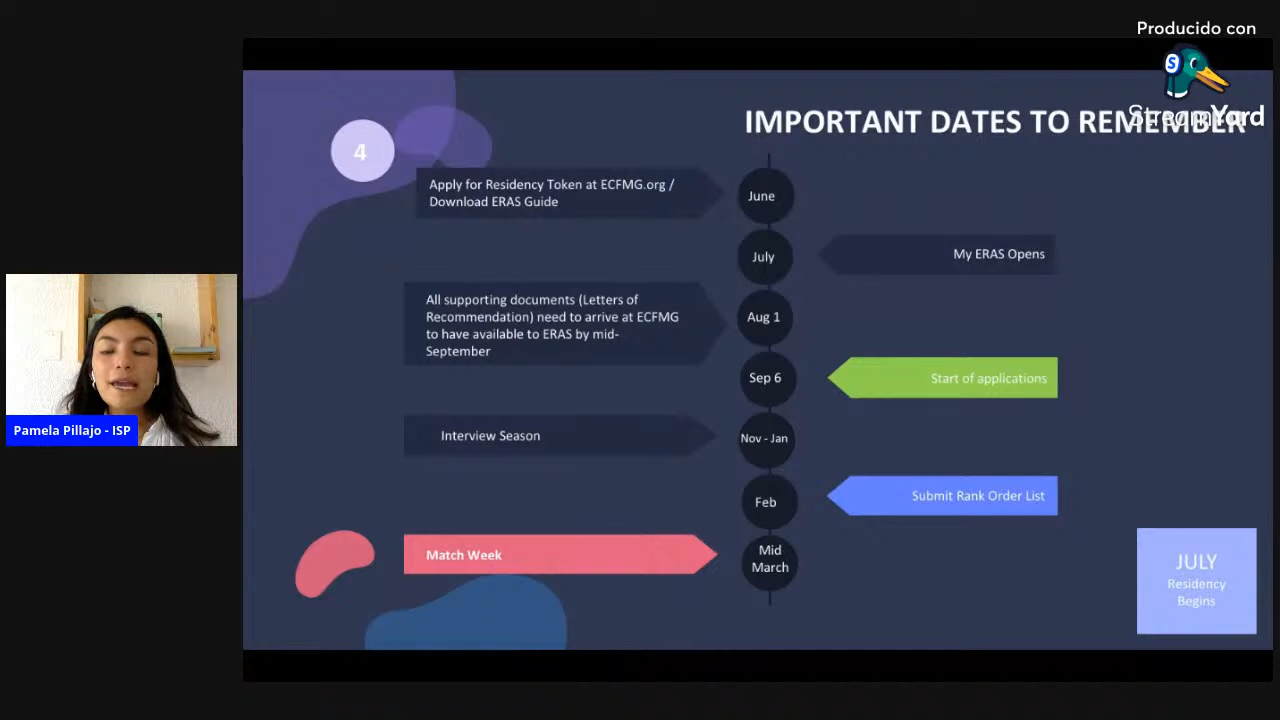 Producido con
StreamYard
IMPORTANT DATES TO REMEMBER
4
Apply for Residency Token at ECFMG.org /
Download ERAS Guide
June
July
My ERAS Opens
All supporting documents (Letters of
Recommendation) need to arrive at ECFMG
to have available to ERAS by mid-
September
Aug 1
Sep 6
Start of applications
Interview Season
Nov - Jan
Feb
Submit Rank Order List
Match Week
Mid
March
JULY
Residency
Begins
Pamela Pillajo - ISP